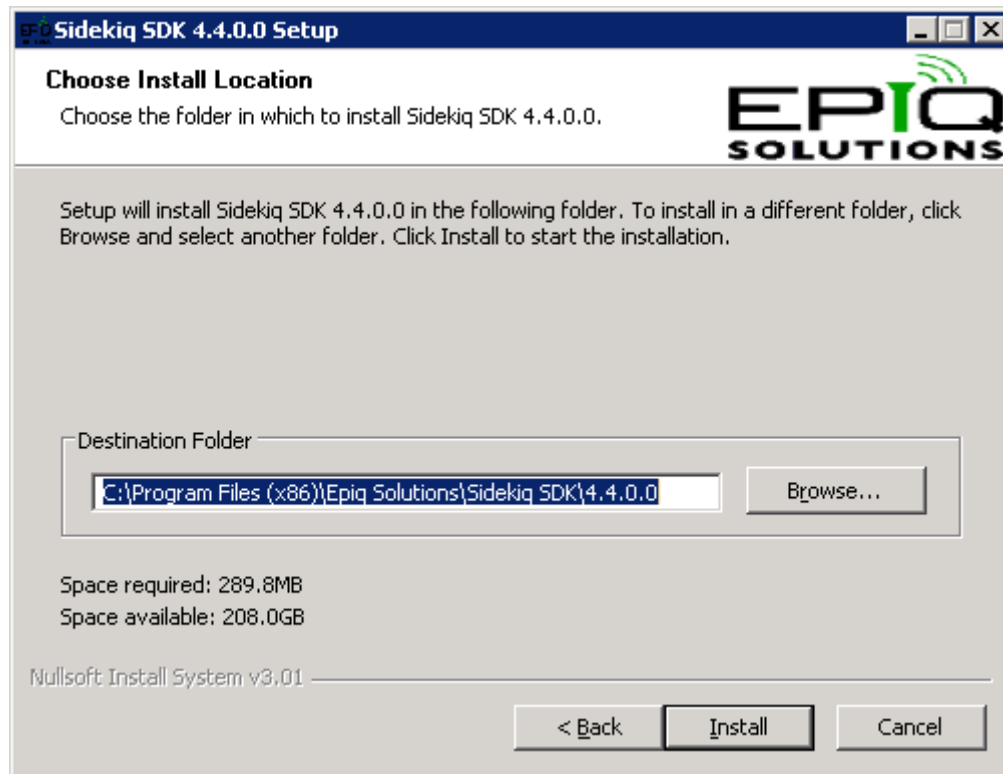 Sidekiq SDK 4.4.0.0 Setup
Choose Install Location
Choose the folder in which to install Sidekiq SDK 4.4.0.0.
EPIQ
SOLUTIONS
Setup will install Sidekiq SDK 4.4.0.0 in the following folder. To install in a different folder, click
Browse and select another folder. Click Install to start the installation.
Destination Folder
C:\Program Files (x86)\Epiq Solutions\Sidekiq SDK\4.4.0.0
Browse...
Space required: 289.8MB
Space available: 208.0GB
Nullsoft Install System v3.01
< Back
Install
Cancel